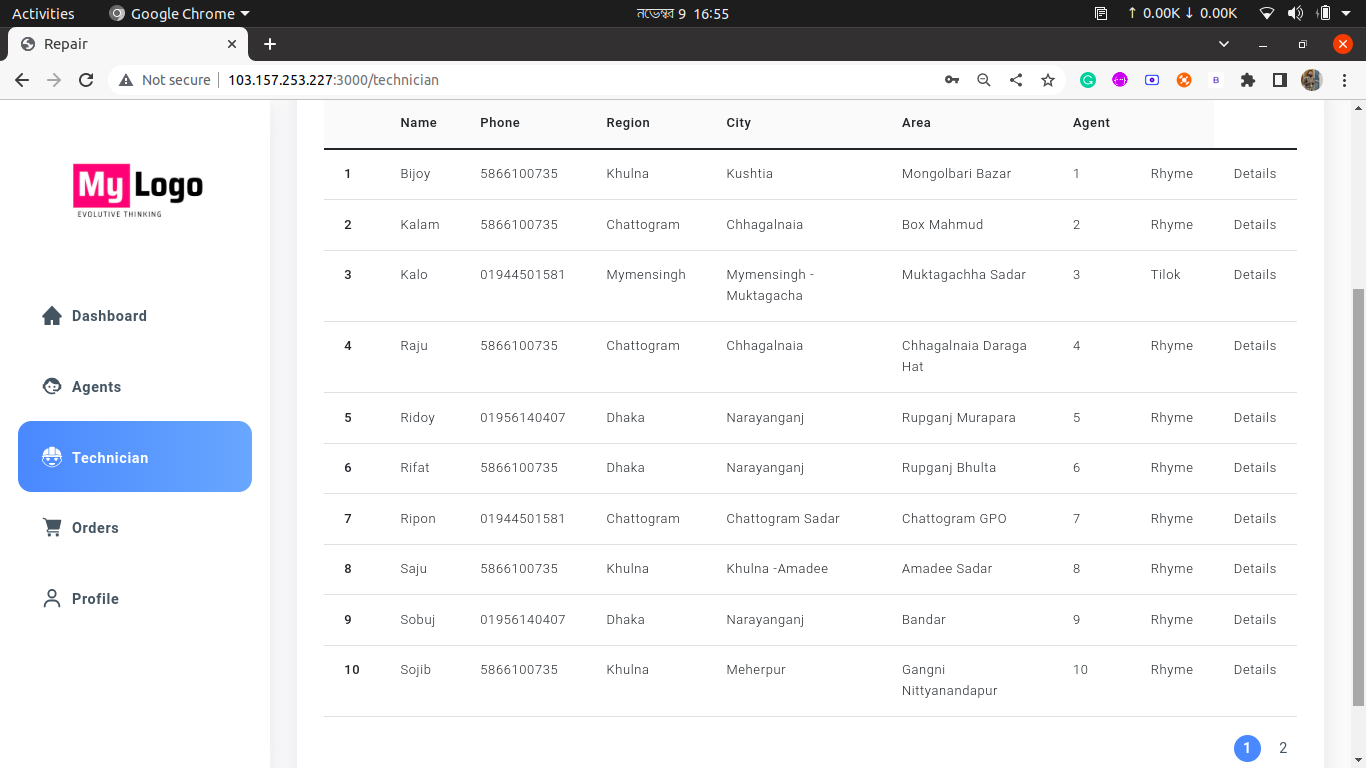 Activities Google Chrome নভেম্বর 9 16:55 ↑ 0.00K ↓ 0.00K
Repair
Not secure 103.157.253.227:3000/technician
My Logo
EVOLUTIVE THINKING
Dashboard
Agents
Technician
Orders
Profile
Name Phone Region City Area Agent
1 Bijoy 5866100735 Khulna Kushtia Mongolbari Bazar 1 Rhyme Details
2 Kalam 5866100735 Chattogram Chhagalnaia Box Mahmud 2 Rhyme Details
3 Kalo 01944501581 Mymensingh Mymensingh - Muktagachha Sadar 3 Tilok Details
Muktagacha
4 Raju 5866100735 Chattogram Chhagalnaia Chhagalnaia Daraga 4 Rhyme Details
Hat
5 Ridoy 01956140407 Dhaka Narayanganj Rupganj Murapara 5 Rhyme Details
6 Rifat 5866100735 Dhaka Narayanganj Rupganj Bhulta 6 Rhyme Details
7 Ripon 01944501581 Chattogram Chattogram Sadar Chattogram GPO 7 Rhyme Details
8 Saju 5866100735 Khulna Khulna -Amadee Amadee Sadar 8 Rhyme Details
9 Sobuj 01956140407 Dhaka Narayanganj Bandar 9 Rhyme Details
10 Sojib 5866100735 Khulna Meherpur Gangni 10 Rhyme Details
Nittyanandapur
1 2